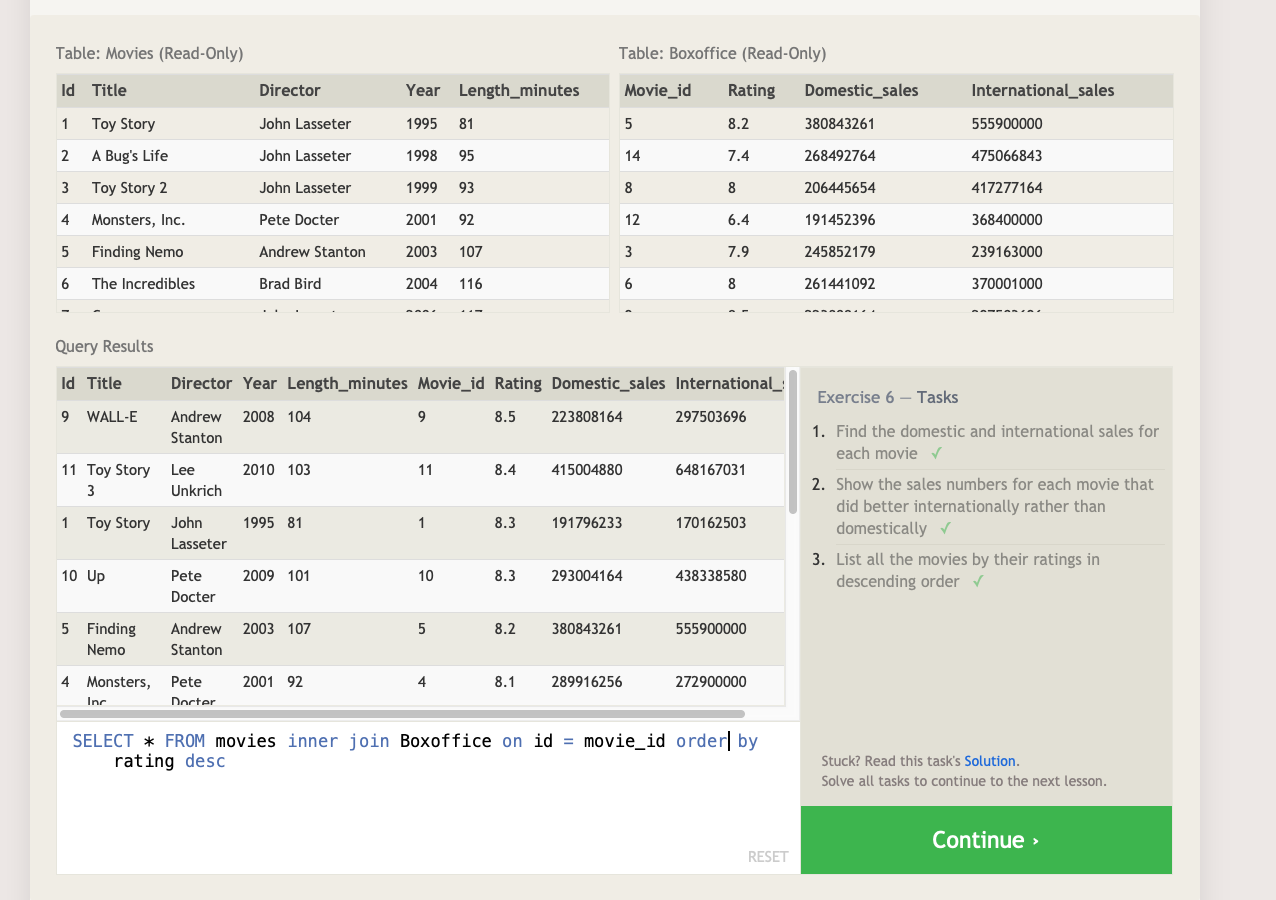 Table: Movies (Read-Only)
Id Title Director Year Length_minutes
1 Toy Story John Lasseter 1995 81
2 A Bug's Life John Lasseter 1998 95
3 Toy Story 2 John Lasseter 1999 93
4 Monsters, Inc. Pete Docter 2001 92
5 Finding Nemo Andrew Stanton 2003 107
6 The Incredibles Brad Bird 2004 116
Table: Boxoffice (Read-Only)
Movie_id Rating Domestic_sales International_sales
5 8.2 380843261 555900000
14 7.4 268492764 475066843
8 8 206445654 417277164
12 6.4 191452396 368400000
3 7.9 245852179 239163000
6 8 261441092 370001000
Query Results
Id Title Director Year Length_minutes Movie_id Rating Domestic_sales International_s
9 WALL-E Andrew 2008 104 9 8.5 223808164 297503696
Stanton
11 Toy Story Lee 2010 103 11 8.4 415004880 648167031
3 Unkrich
1 Toy Story John 1995 81 1 8.3 191796233 170162503
Lasseter
10 Up Pete 2009 101 10 8.3 293004164 438338580
Docter
5 Finding Andrew 2003 107 5 8.2 380843261 555900000
Nemo Stanton
4 Monsters, Pete 2001 92 4 8.1 289916256 272900000
Inc. Docter
SELECT * FROM movies inner join Boxoffice on id = movie_id order by
rating desc
RESET
Exercise 6 — Tasks
1. Find the domestic and international sales for
each movie ✓
2. Show the sales numbers for each movie that
did better internationally rather than
domestically ✓
3. List all the movies by their ratings in
descending order ✓
Stuck? Read this task's Solution.
Solve all tasks to continue to the next lesson.
Continue ›